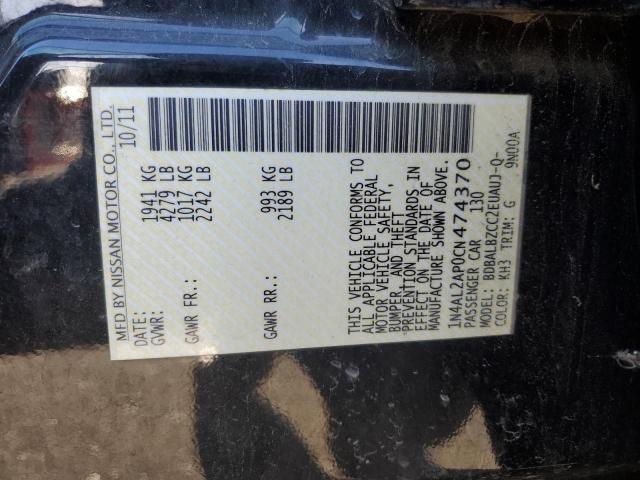 MFD BY NISSAN MOTOR CO., LTD.
DATE: 10/11
GVWR: 1941 KG
4279 LB
GAWR FR.: 1017 KG
2242 LB
GAWR RR.: 993 KG
2189 LB
THIS VEHICLE CONFORMS TO
ALL APPLICABLE FEDERAL
MOTOR VEHICLE SAFETY,
BUMPER, AND THEFT
PREVENTION STANDARDS IN
EFFECT ON THE DATE OF
MANUFACTURE SHOWN ABOVE.
1N4AL2AP0CN474370
PASSENGER CAR 130
MODEL: BDBALBZCC2EUAUJ-Q-
COLOR: KH3 TRIM: G 9N00A